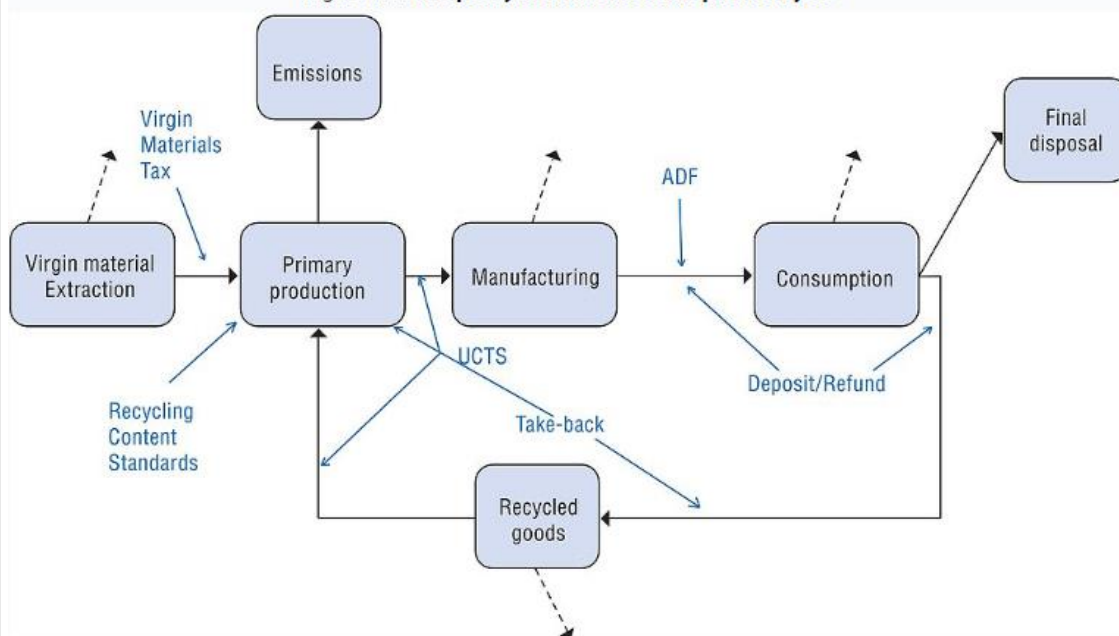 Emissions
Final
disposal
Virgin
Materials
Tax
ADF
Virgin material
Extraction
Primary
production
Manufacturing
Consumption
UCTS
Deposit/Refund
Recycling
Content
Standards
Take-back
Recycled
goods